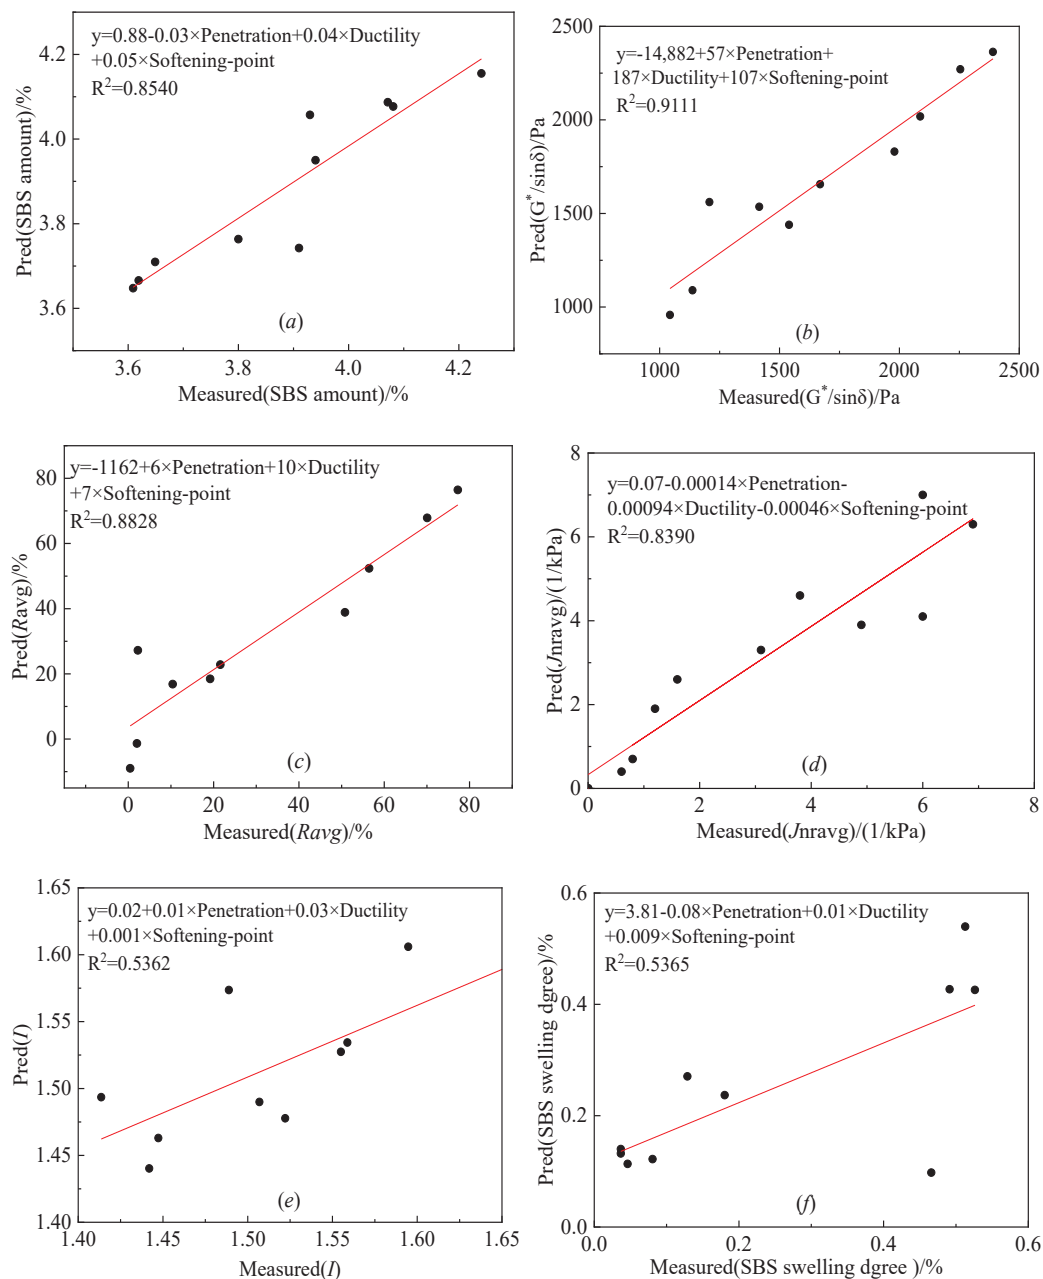 y=0.88-0.03×Penetration+0.04×Ductility
+0.05×Softening-point
R²=0.8540
4.2
4.0
3.8
3.6
Pred(SBS amount)/%
(a)
3.6 3.8 4.0 4.2
Measured(SBS amount)/%
y=-14,882+57×Penetration+
187×Ductility+107×Softening-point
R²=0.9111
2500
2000
1500
1000
Pred(G*/sinδ)/Pa
(b)
1000 1500 2000 2500
Measured(G*/sinδ)/Pa
y=-1162+6×Penetration+10×Ductility
+7×Softening-point
R²=0.8828
80
60
40
20
0
Pred(Ravg)/%
(c)
0 20 40 60 80
Measured(Ravg)/%
y=0.07-0.00014×Penetration-
0.00094×Ductility-0.00046×Softening-point
R²=0.8390
8
6
4
2
0
Pred(Jnravg)/(1/kPa)
(d)
0 2 4 6 8
Measured(Jnravg)/(1/kPa)
y=0.02+0.01×Penetration+0.03×Ductility
+0.001×Softening-point
R²=0.5362
1.65
1.60
1.55
1.50
1.45
1.40
Pred(I)
(e)
1.40 1.45 1.50 1.55 1.60 1.65
Measured(I)
y=3.81-0.08×Penetration+0.01×Ductility
+0.009×Softening-point
R²=0.5365
0.6
0.4
0.2
0.0
Pred(SBS swelling dgree)/%
(f)
0.0 0.2 0.4 0.6
Measured(SBS swelling dgree )/%